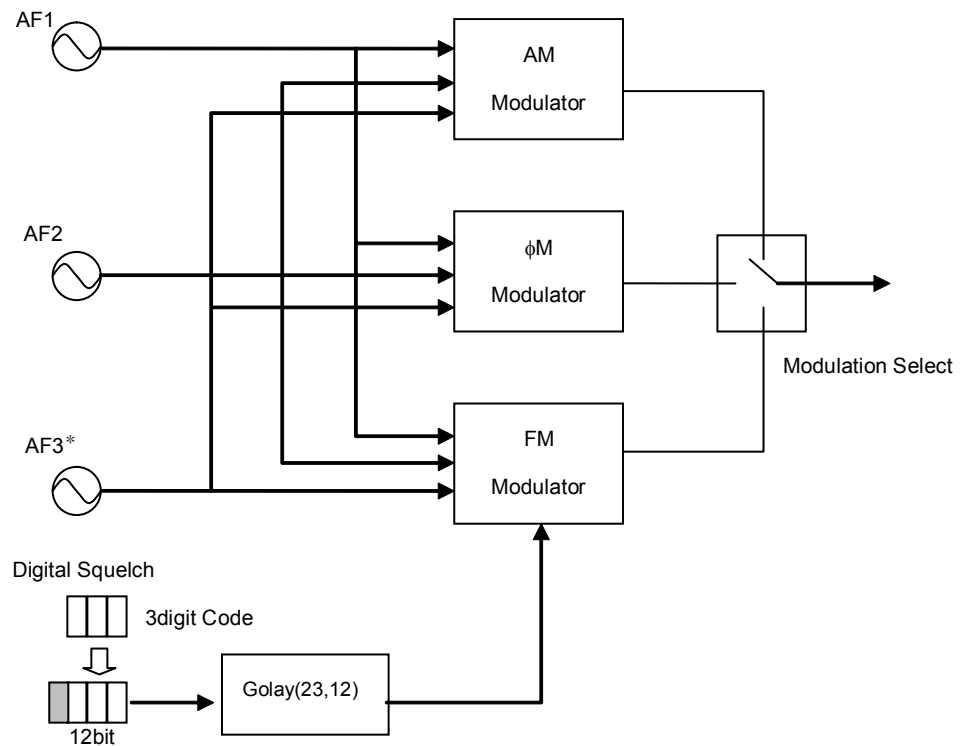 AF1
AM
Modulator
AF2
ϕM
Modulator
Modulation Select
AF3*
FM
Modulator
Digital Squelch
3digit Code
Golay(23,12)
12bit